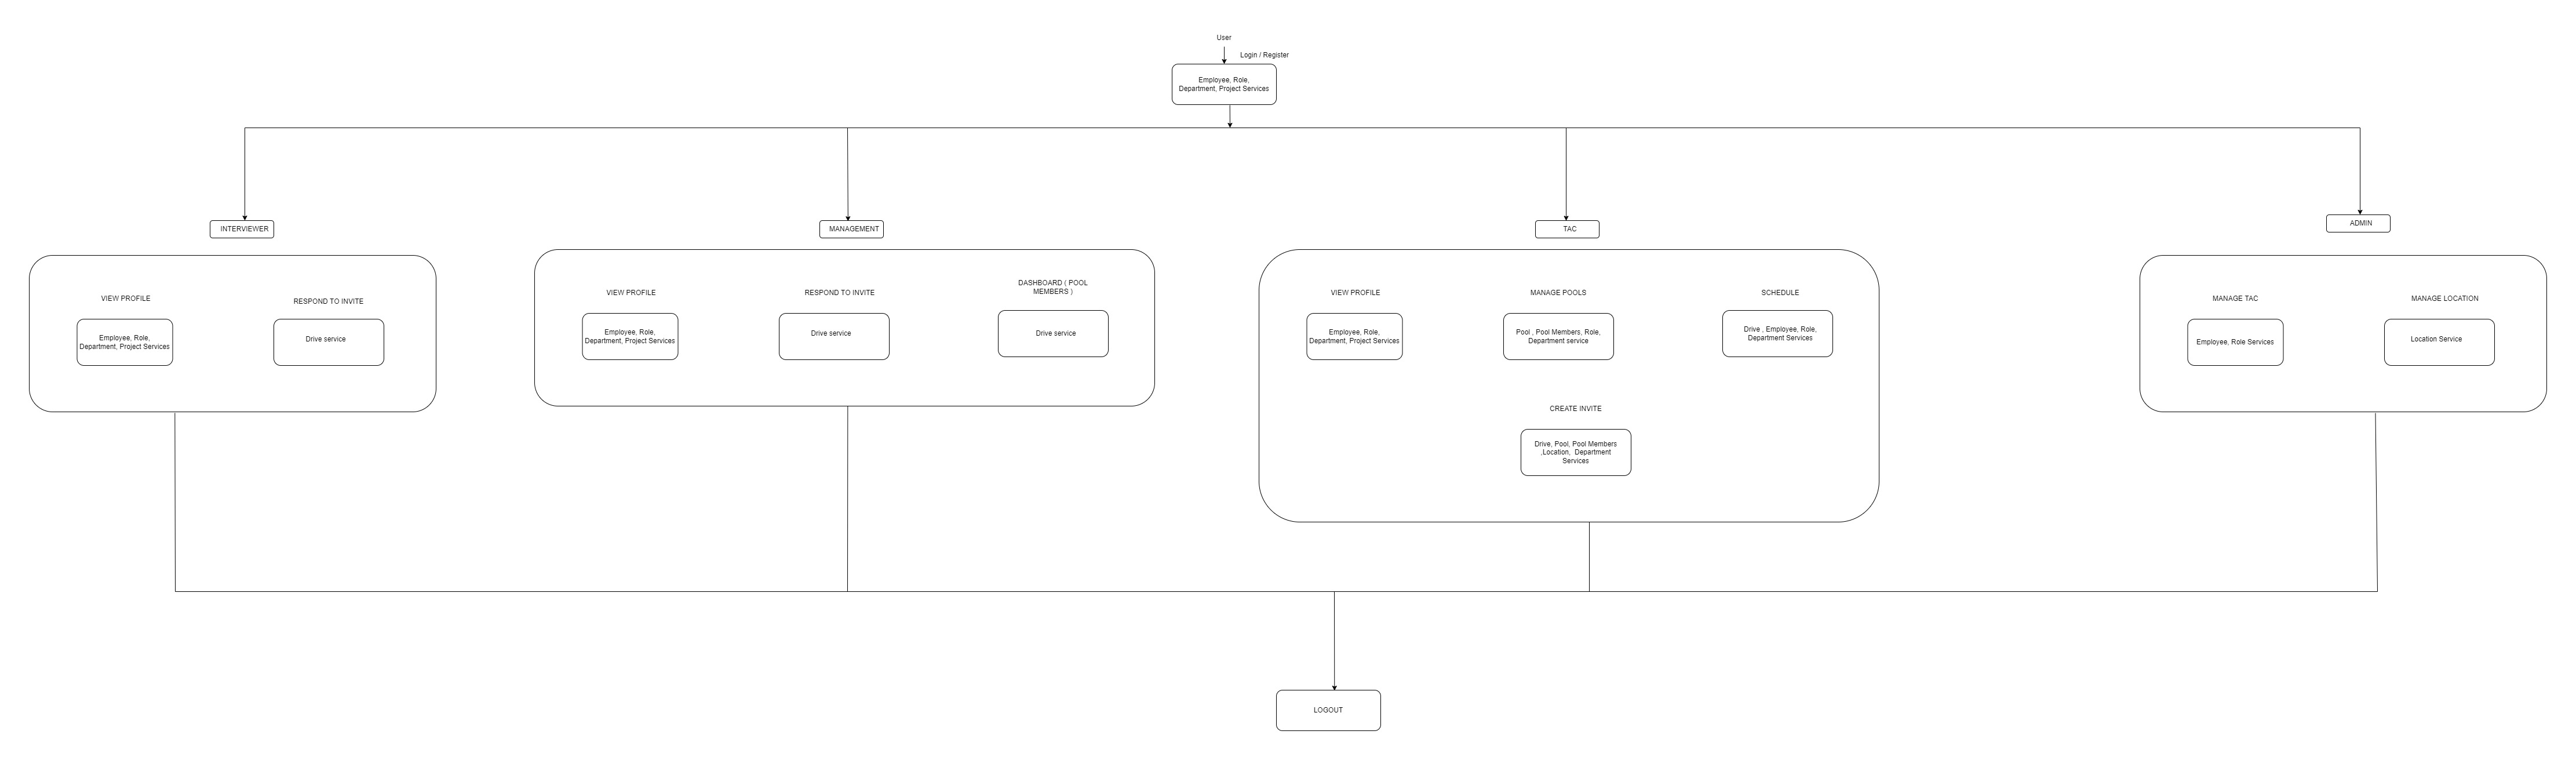 User
Login / Register
Employee, Role,
Department, Project Services
INTERVIEWER
MANAGEMENT
TAC
ADMIN
VIEW PROFILE
RESPOND TO INVITE
Employee, Role,
Department, Project Services
Drive service
VIEW PROFILE
RESPOND TO INVITE
DASHBOARD ( POOL
MEMBERS )
Employee, Role,
Department, Project Services
Drive service
Drive service
VIEW PROFILE
MANAGE POOLS
SCHEDULE
Employee, Role,
Department, Project Services
Pool , Pool Members, Role,
Department service
Drive , Employee, Role,
Department Services
CREATE INVITE
Drive, Pool, Pool Members
,Location, Department
Services
MANAGE TAC
MANAGE LOCATION
Employee, Role Services
Location Service
LOGOUT